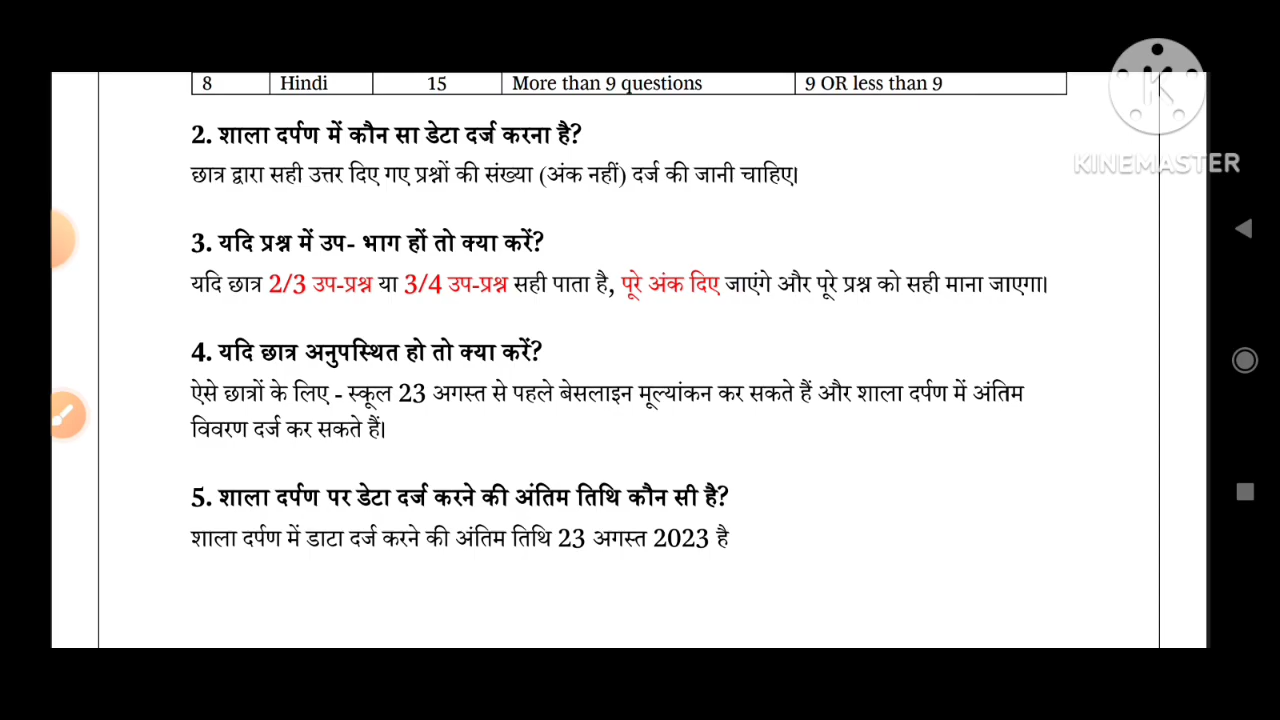 8 Hindi 15 More than 9 questions 9 OR less than 9
KINEMASTER
2. शाला दर्पण में कौन सा डेटा दर्ज करना है?
छात्र द्वारा सही उत्तर दिए गए प्रश्नों की संख्या (अंक नहीं) दर्ज की जानी चाहिए।
3. यदि प्रश्न में उप- भाग हों तो क्या करें?
यदि छात्र 2/3 उप-प्रश्न या 3/4 उप-प्रश्न सही पाता है, पूरे अंक दिए जाएंगे और पूरे प्रश्न को सही माना जाएगा।
4. यदि छात्र अनुपस्थित हो तो क्या करें?
ऐसे छात्रों के लिए - स्कूल 23 अगस्त से पहले बेसलाइन मूल्यांकन कर सकते हैं और शाला दर्पण में अंतिम
विवरण दर्ज कर सकते हैं।
5. शाला दर्पण पर डेटा दर्ज करने की अंतिम तिथि कौन सी है?
शाला दर्पण में डाटा दर्ज करने की अंतिम तिथि 23 अगस्त 2023 है